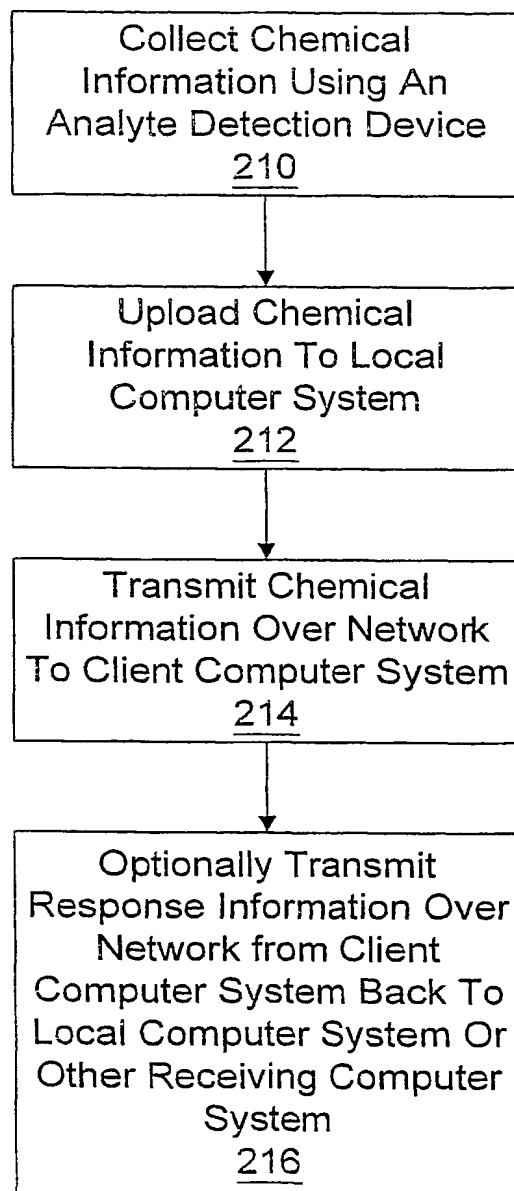 Collect Chemical
Information Using An
Analyte Detection Device
210
Upload Chemical
Information To Local
Computer System
212
Transmit Chemical
Information Over Network
To Client Computer System
214
Optionally Transmit
Response Information Over
Network from Client
Computer System Back To
Local Computer System Or
Other Receiving Computer
System
216